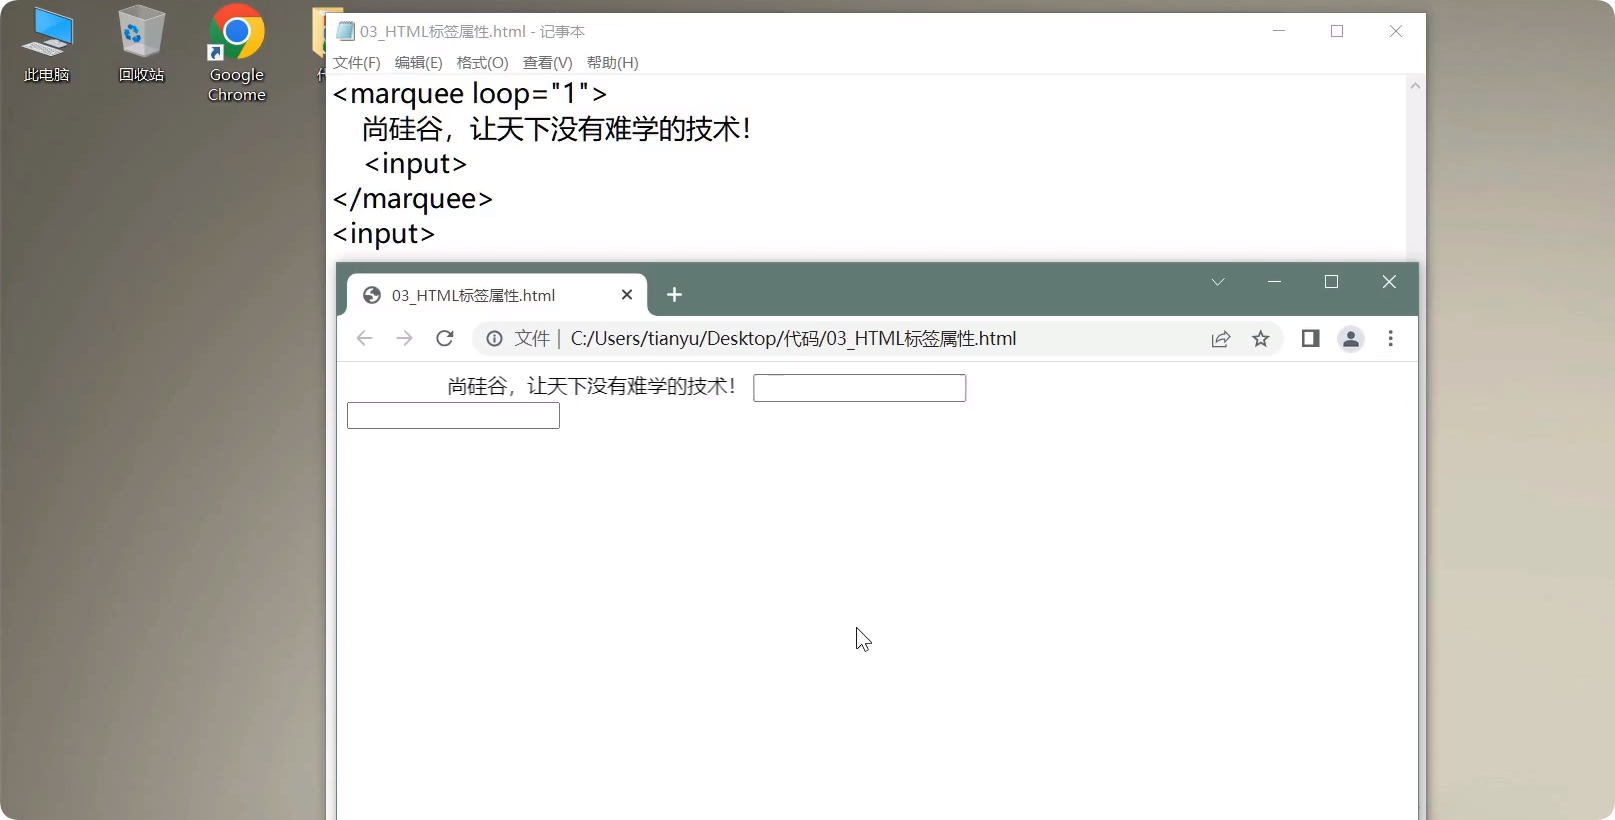 此电脑
回收站
Google
Chrome
03_HTML标签属性.html - 记事本
文件(F) 编辑(E) 格式(O) 查看(V) 帮助(H)
<marquee loop="1">
尚硅谷，让天下没有难学的技术！
<input>
</marquee>
<input>
03_HTML标签属性.html
文件 | C:/Users/tianyu/Desktop/代码/03_HTML标签属性.html
尚硅谷，让天下没有难学的技术！